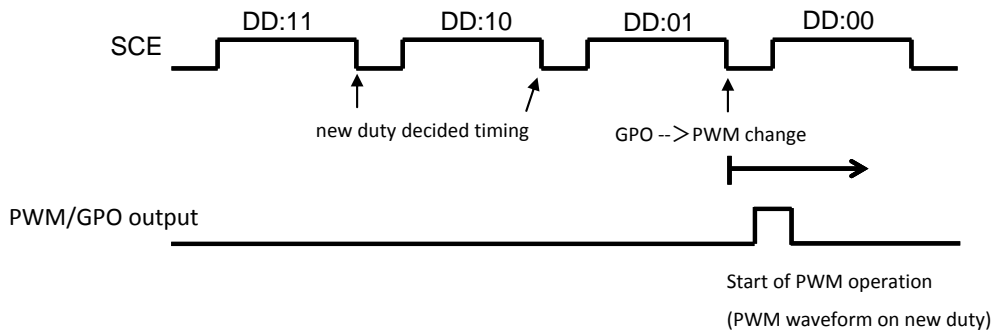 DD:11 DD:10 DD:01 DD:00
SCE
new duty decided timing
GPO -->PWM change
PWM/GPO output
Start of PWM operation
(PWM waveform on new duty)